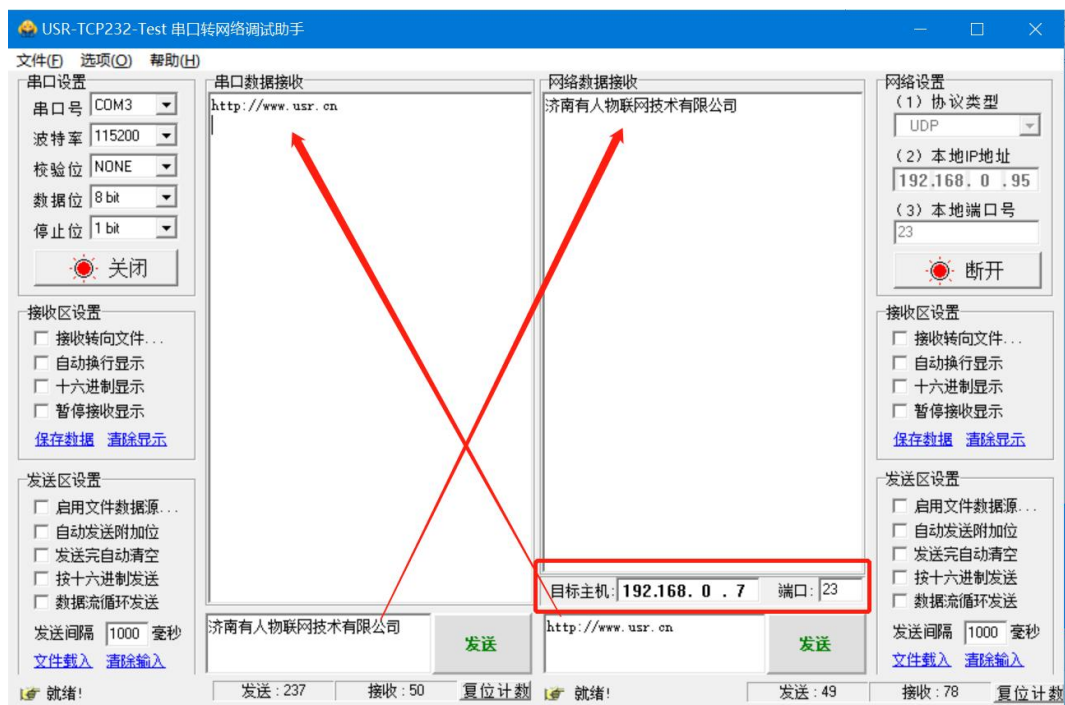 USR-TCP232-Test 串口转网络调试助手
文件(F) 选项(O) 帮助(H)
串口设置
串口号 COM3
波特率 115200
校验位 NONE
数据位 8 bit
停止位 1 bit
关闭
接收区设置
接收转向文件...
自动换行显示
十六进制显示
暂停接收显示
保存数据 清除显示
发送区设置
启用文件数据源...
自动发送附加位
发送完自动清空
按十六进制发送
数据流循环发送
发送间隔 1000 毫秒
文件载入 清除输入
串口数据接收
http://www.usr.cn
济南有人物联网技术有限公司
发送
网络数据接收
济南有人物联网技术有限公司
目标主机: 192.168. 0 . 7 端口: 23
http://www.usr.cn
发送
网络设置
(1) 协议类型
UDP
(2) 本地IP地址
192.168. 0 . 95
(3) 本地端口号
23
断开
接收区设置
接收转向文件...
自动换行显示
十六进制显示
暂停接收显示
保存数据 清除显示
发送区设置
启用文件数据源...
自动发送附加位
发送完自动清空
按十六进制发送
数据流循环发送
发送间隔 1000 毫秒
文件载入 清除输入
就绪! 发送 : 237 接收 : 50 复位计数 就绪! 发送 : 49 接收 : 78 复位计数